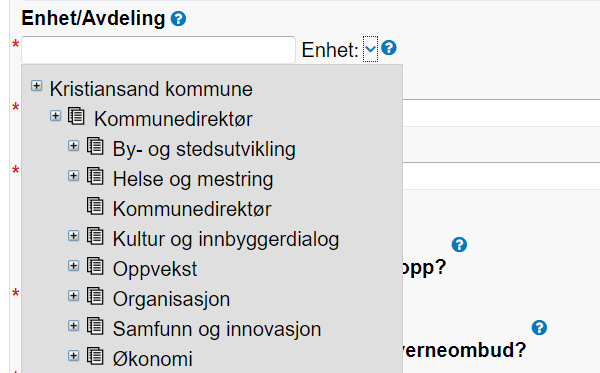 Enhet/Avdeling ?
* Enhet: ?
Kristiansand kommune
*
Kommunedirektør
By- og stedsutvikling
* Helse og mestring
Kommunedirektør
Kultur og innbyggerdialog ?
Oppvekst opp?
* Organisasjon
Samfunn og innovasjon ?
Økonomi verneombud?